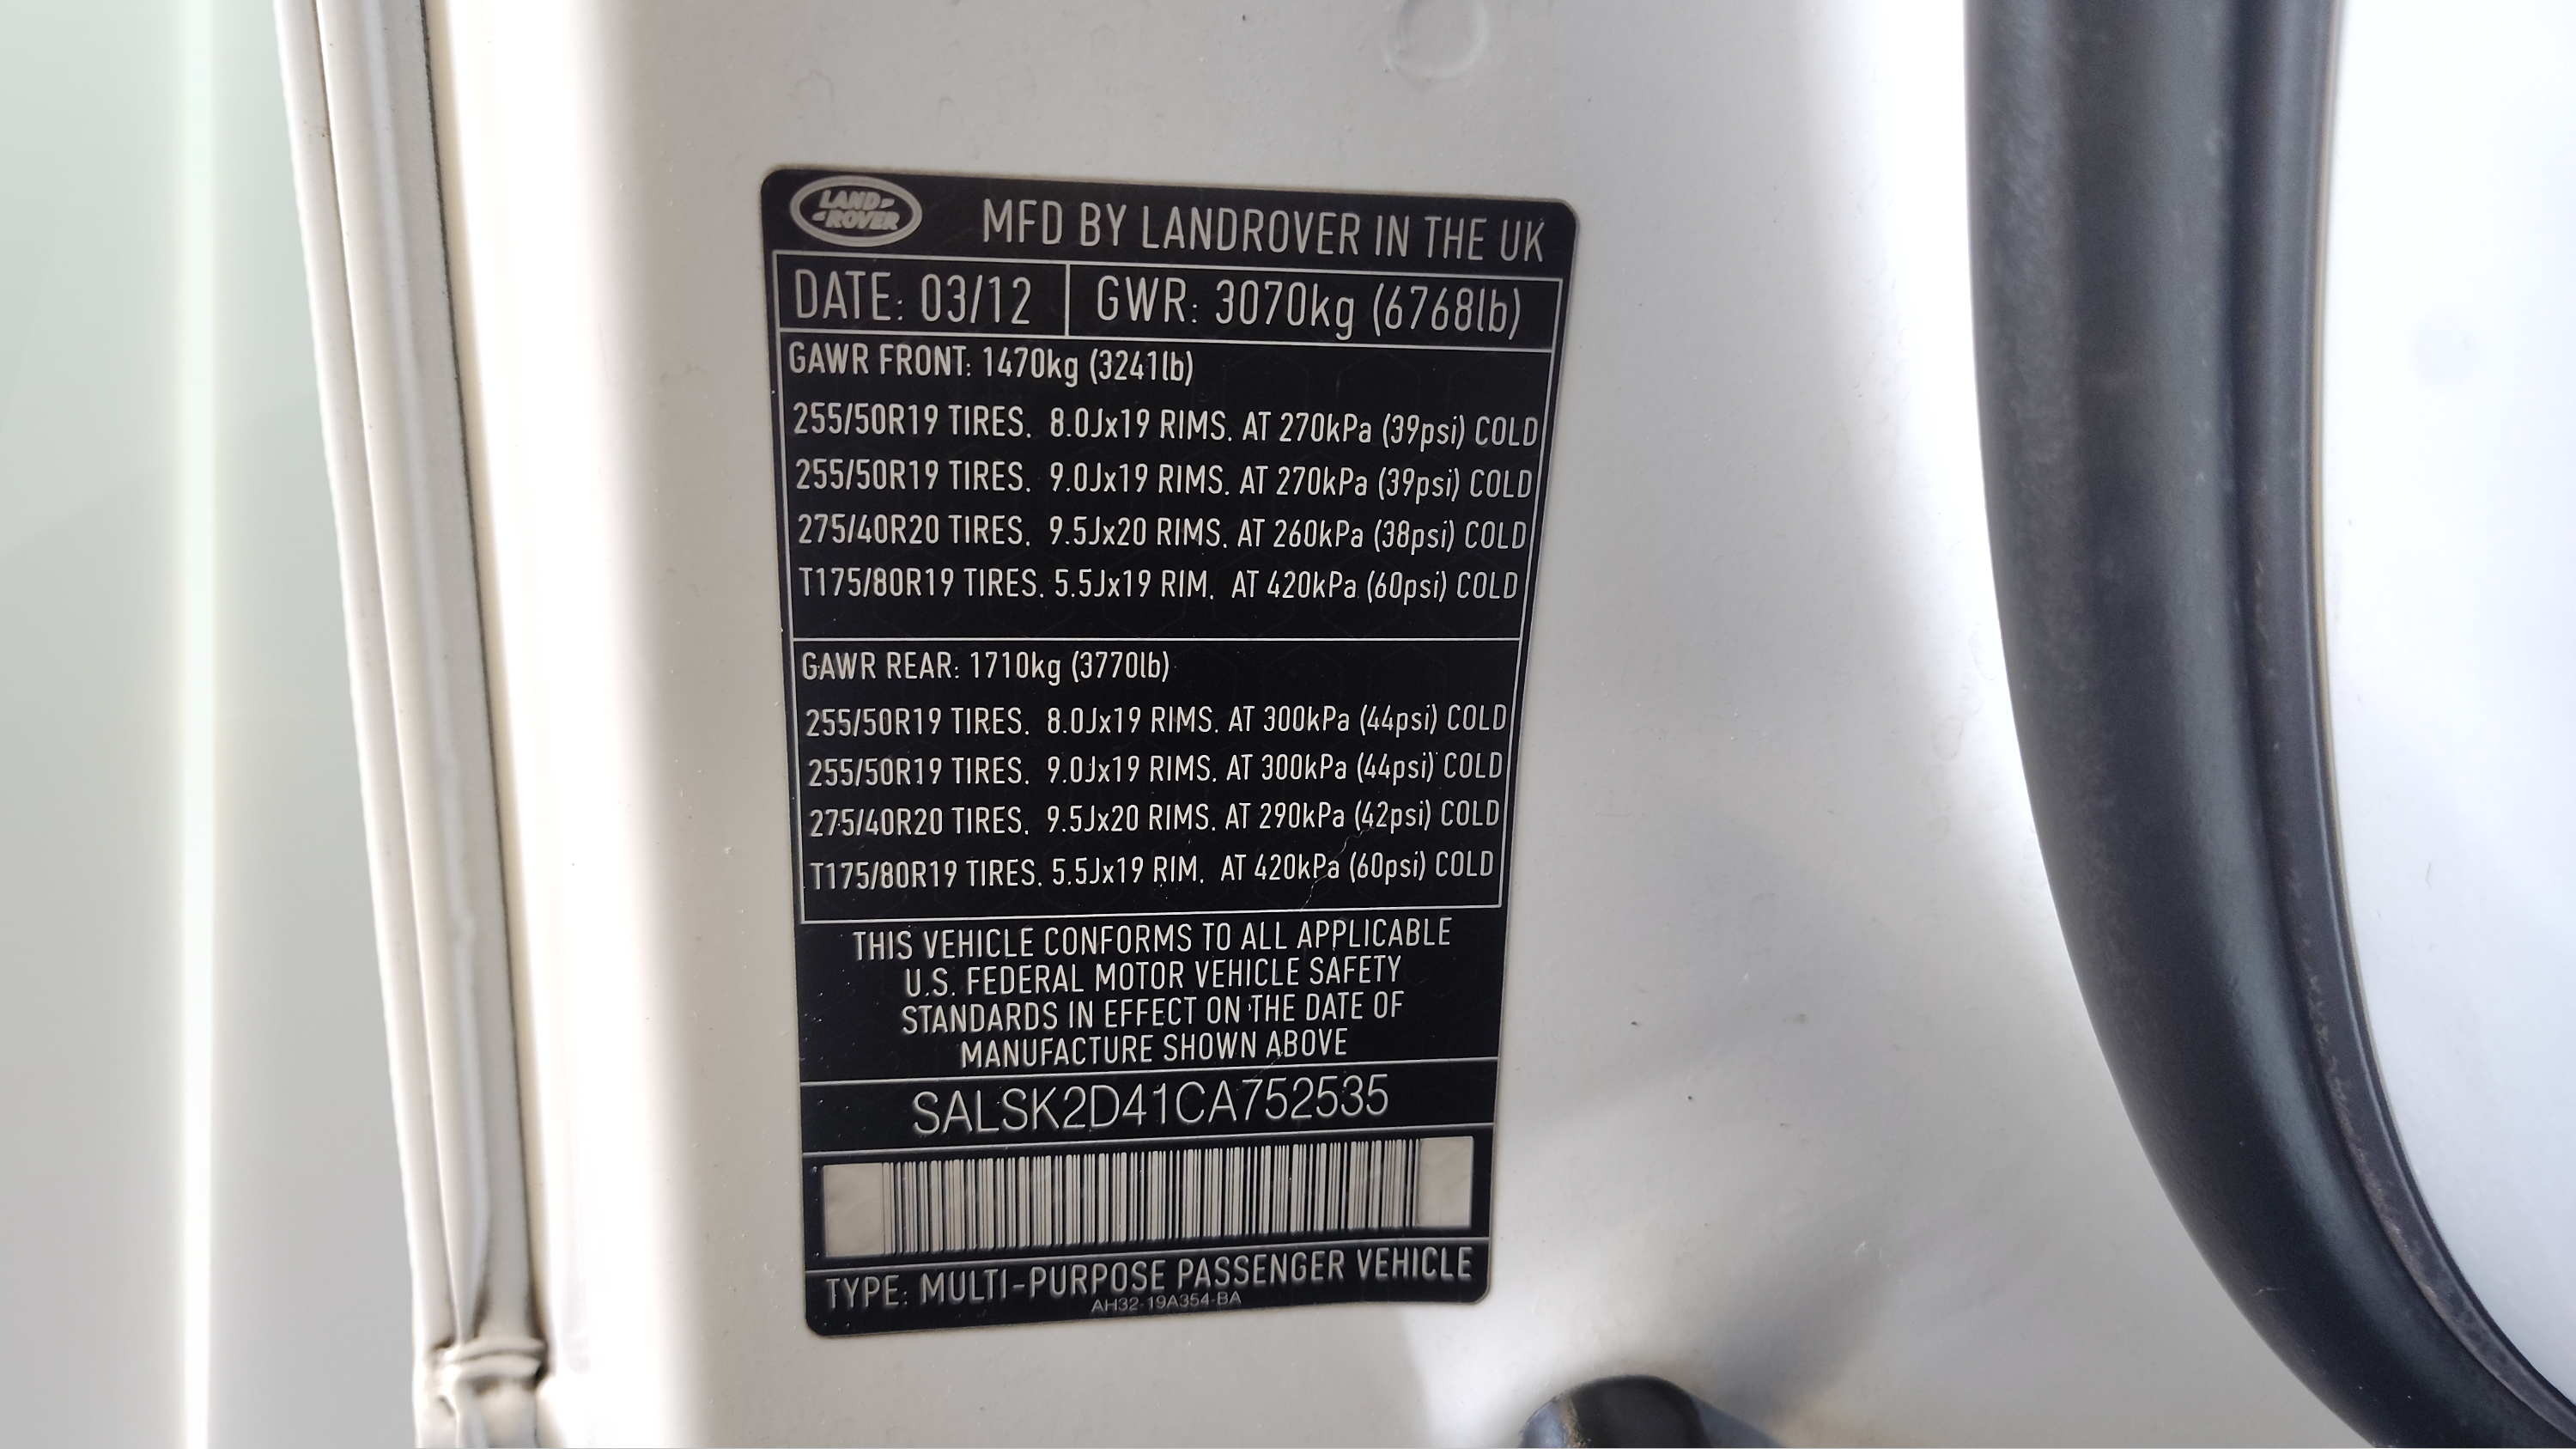 LAND ROVER
MFD BY LANDROVER IN THE UK
DATE: 03/12 GWR: 3070kg (6768lb)
GAWR FRONT: 1470kg (3241lb)
255/50R19 TIRES. 8.0Jx19 RIMS. AT 270kPa (39psi) COLD
255/50R19 TIRES. 9.0Jx19 RIMS. AT 270kPa (39psi) COLD
275/40R20 TIRES. 9.5Jx20 RIMS. AT 260kPa (38psi) COLD
T175/80R19 TIRES. 5.5Jx19 RIM. AT 420kPa (60psi) COLD
GAWR REAR: 1710kg (3770lb)
255/50R19 TIRES. 8.0Jx19 RIMS. AT 300kPa (44psi) COLD
255/50R19 TIRES. 9.0Jx19 RIMS. AT 300kPa (44psi) COLD
275/40R20 TIRES. 9.5Jx20 RIMS. AT 290kPa (42psi) COLD
T175/80R19 TIRES. 5.5Jx19 RIM. AT 420kPa (60psi) COLD
THIS VEHICLE CONFORMS TO ALL APPLICABLE
U.S. FEDERAL MOTOR VEHICLE SAFETY
STANDARDS IN EFFECT ON THE DATE OF
MANUFACTURE SHOWN ABOVE
SALSK2D41CA752535
TYPE: MULTI-PURPOSE PASSENGER VEHICLE
AH32-19A354-BA